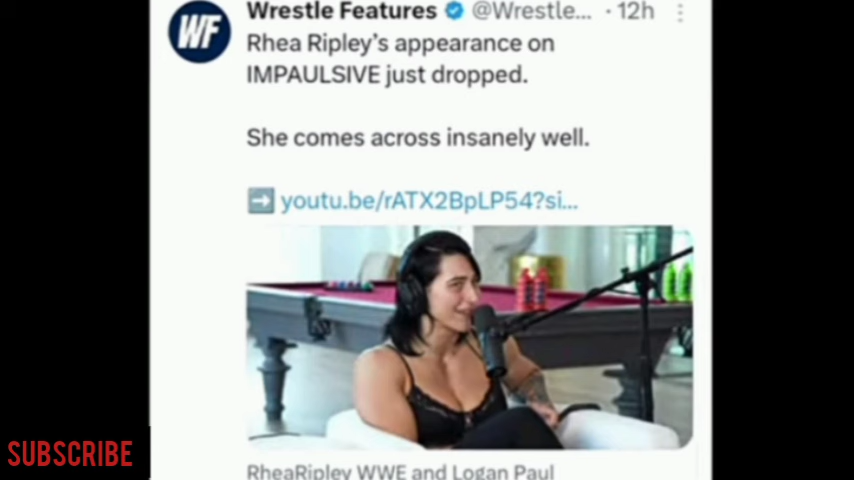 WF
Wrestle Features @Wrestle... · 12h
Rhea Ripley's appearance on
IMPAULSIVE just dropped.
She comes across insanely well.
➡️ youtu.be/rATX2BpLP54?si...
RheaRipley WWE and Logan Paul
SUBSCRIBE